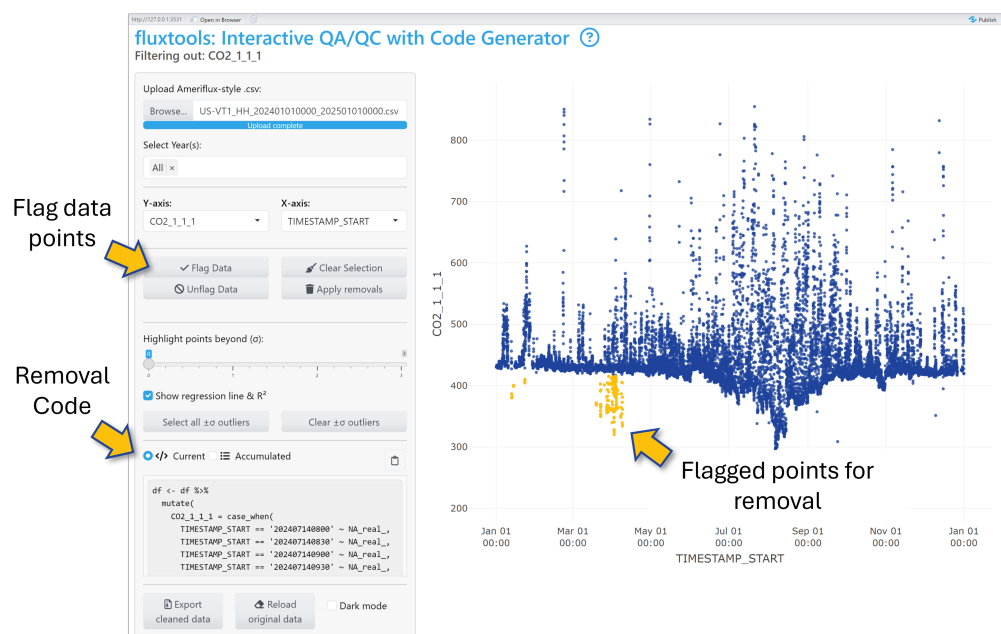 http://127.0.0.1:3531
Open in Browser
Publish
fluxtools: Interactive QA/QC with Code Generator ?
Filtering out: CO2_1_1_1
Upload Ameriflux-style .csv:
Browse... US-VT1_HH_202401010000_202501010000.csv
Upload complete
Select Year(s):
All ×
Y-axis: X-axis:
CO2_1_1_1 TIMESTAMP_START
Flag Data Clear Selection
Unflag Data Apply removals
Highlight points beyond (σ):
0 3
0 1 2 3
Show regression line & R²
Select all ±σ outliers Clear ±σ outliers
</> Current Accumulated
df <- df %>%
mutate(
CO2_1_1_1 = case_when(
TIMESTAMP_START == '202407140800' ~ NA_real_,
TIMESTAMP_START == '202407140830' ~ NA_real_,
TIMESTAMP_START == '202407140900' ~ NA_real_,
TIMESTAMP_START == '202407140930' ~ NA_real_,
Export
cleaned data
Reload
original data
Dark mode
Flag data
points
Removal
Code
CO2_1_1_1
800
700
600
500
400
300
200
Flagged points for
removal
Jan 01 Mar 01 May 01 Jul 01 Sep 01 Nov 01 Jan 01
00:00 00:00 00:00 00:00 00:00 00:00 00:00
TIMESTAMP_START